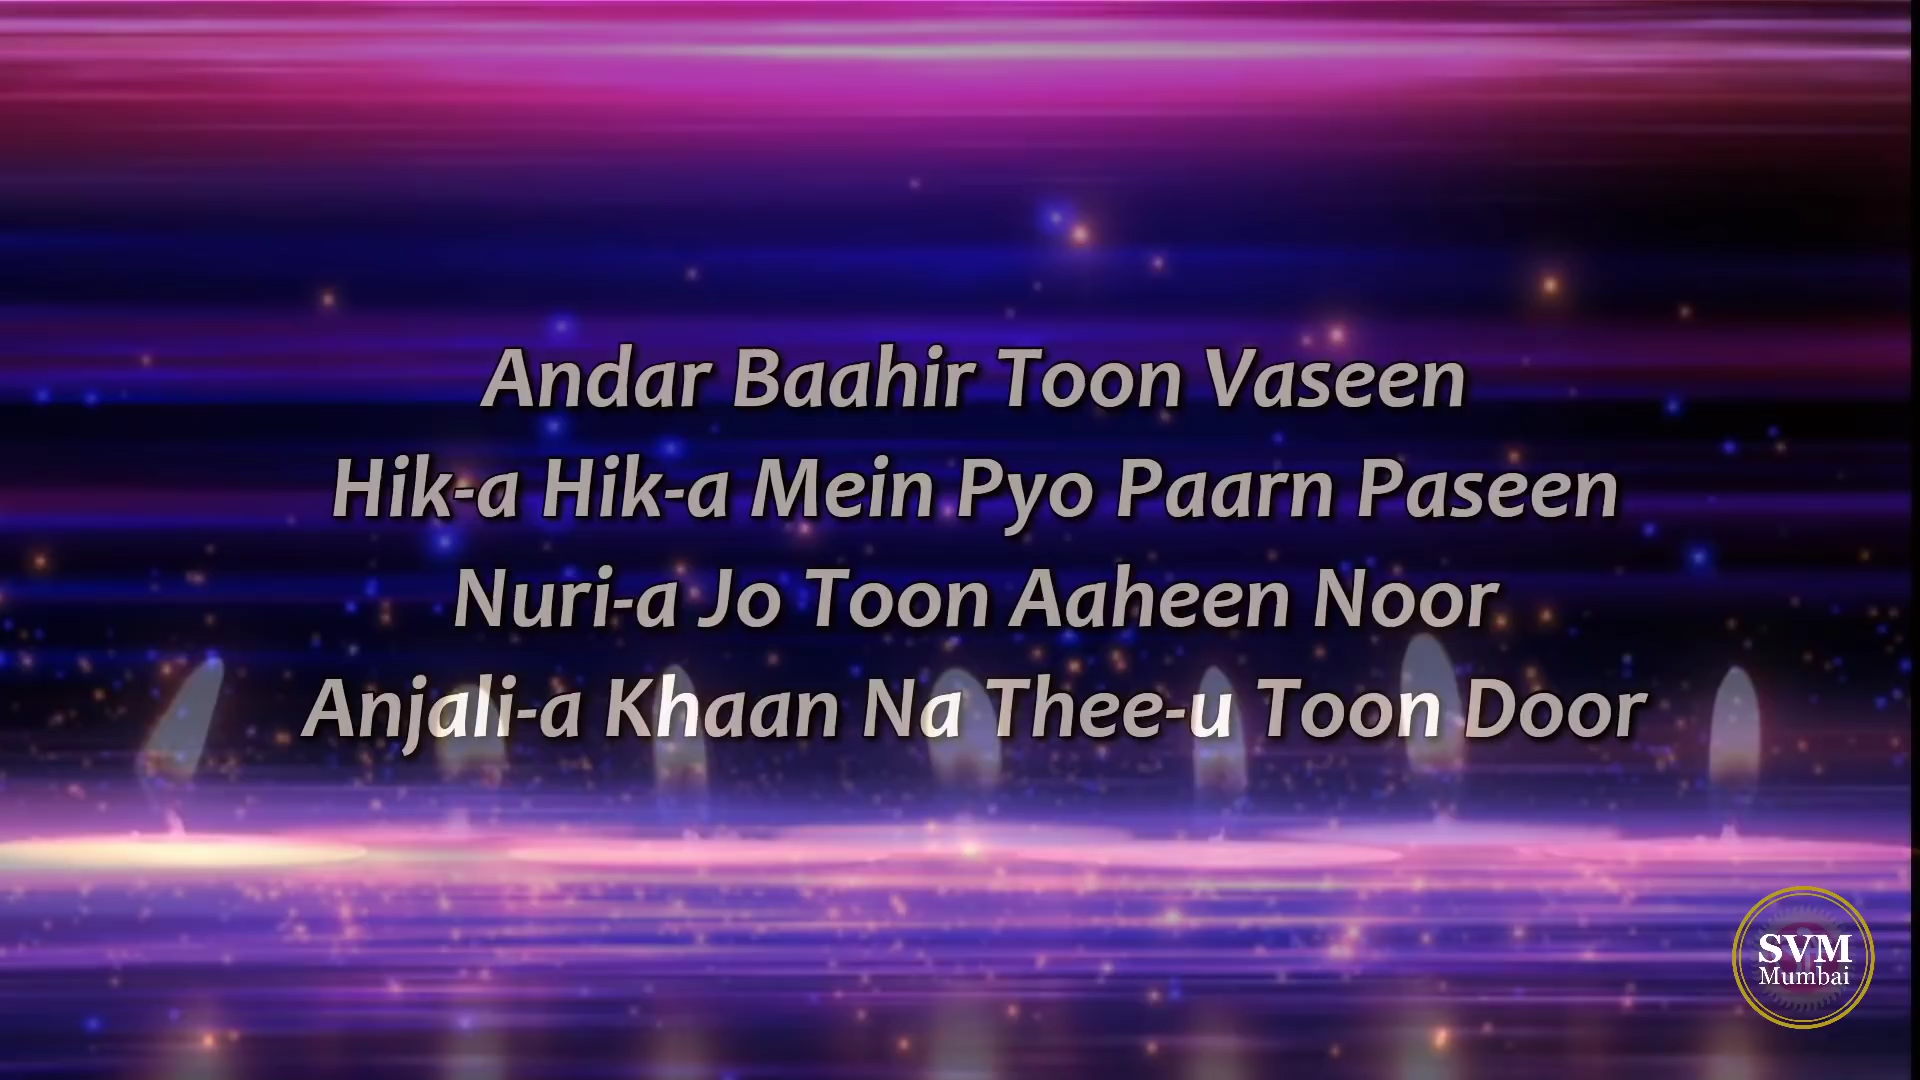 Andar Baahir Toon Vaseen
Hik-a Hik-a Mein Pyo Paarn Paseen
Nuri-a Jo Toon Aaheen Noor
Anjali-a Khaan Na Thee-u Toon Door
SVM
Mumbai